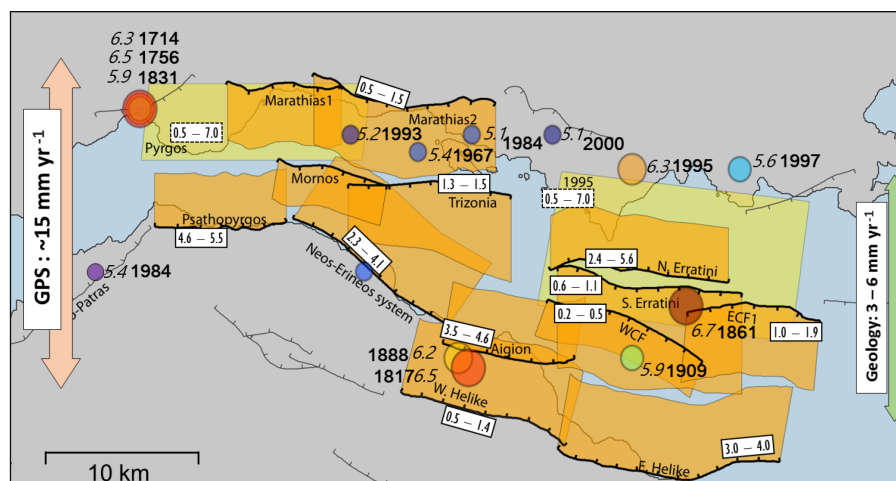 6.3 1714
6.5 1756
5.9 1831
GPS : ~15 mm yr -1
0.5 – 7.0
Pyrgos
Marathias1
0.5 – 1.5
Marathias2
5.2 1993
5.4 1967
5.1 1984
5.1 2000
6.3 1995
5.6 1997
Mornos
1.3 – 1.5
Trizonia
1995
0.5 – 7.0
Psathopyrgos
4.6 – 5.5
2.3 – 4.1
Neos-Erineos system
5.4 1984
o-Patras
2.4 – 5.6
N. Erratini
0.6 – 1.1
S. Erratini
0.2 – 0.5
WCF
ECF1
6.7 1861
1.0 – 1.9
Geology: 3 – 6 mm yr -1
3.5 – 4.6
Aigion
1888 6.2
1817 6.5
5.9 1909
W. Helike
0.5 – 1.4
3.0 – 4.0
E. Helike
10 km